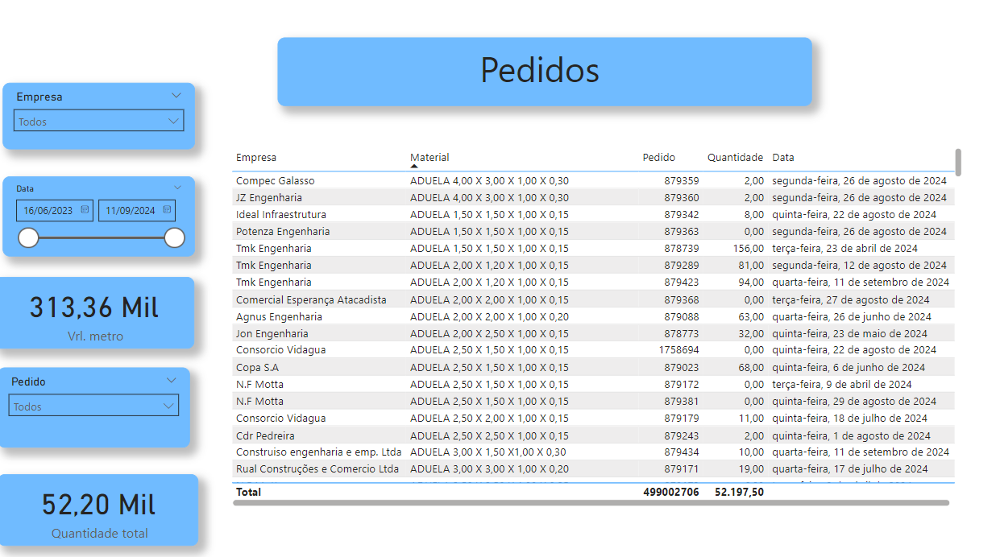 Pedidos
Empresa
Todos
Data
16/06/2023 11/09/2024
313,36 Mil
Vrl. metro
Pedido
Todos
52,20 Mil
Quantidade total
Empresa Material Pedido Quantidade Data
Compec Galasso ADUELA 4,00 X 3,00 X 1,00 X 0,30 879359 2,00 segunda-feira, 26 de agosto de 2024
JZ Engenharia ADUELA 4,00 X 3,00 X 1,00 X 0,30 879360 2,00 segunda-feira, 26 de agosto de 2024
Ideal Infraestrutura ADUELA 1,50 X 1,50 X 1,00 X 0,15 879342 8,00 quinta-feira, 22 de agosto de 2024
Potenza Engenharia ADUELA 1,50 X 1,50 X 1,00 X 0,15 879363 0,00 segunda-feira, 26 de agosto de 2024
Tmk Engenharia ADUELA 1,50 X 1,50 X 1,00 X 0,15 878739 156,00 terça-feira, 23 de abril de 2024
Tmk Engenharia ADUELA 2,00 X 1,20 X 1,00 X 0,15 879289 81,00 segunda-feira, 12 de agosto de 2024
Tmk Engenharia ADUELA 2,00 X 1,20 X 1,00 X 0,15 879423 94,00 quarta-feira, 11 de setembro de 2024
Comercial Esperança Atacadista ADUELA 2,00 X 2,00 X 1,00 X 0,15 879368 0,00 terça-feira, 27 de agosto de 2024
Agnus Engenharia ADUELA 2,00 X 2,00 X 1,00 X 0,20 879088 63,00 quarta-feira, 26 de junho de 2024
Jon Engenharia ADUELA 2,00 X 2,50 X 1,00 X 0,15 878773 32,00 quinta-feira, 23 de maio de 2024
Consorcio Vidagua ADUELA 2,50 X 1,50 X 1,00 X 0,15 1758694 0,00 quinta-feira, 22 de agosto de 2024
Copa S.A ADUELA 2,50 X 1,50 X 1,00 X 0,15 879023 68,00 quinta-feira, 6 de junho de 2024
N.F Motta ADUELA 2,50 X 1,50 X 1,00 X 0,15 879172 0,00 terça-feira, 9 de abril de 2024
N.F Motta ADUELA 2,50 X 1,50 X 1,00 X 0,15 879381 0,00 quinta-feira, 29 de agosto de 2024
Consorcio Vidagua ADUELA 2,50 X 2,00 X 1,00 X 0,15 879179 11,00 quinta-feira, 18 de julho de 2024
Cdr Pedreira ADUELA 2,50 X 2,50 X 1,00 X 0,15 879243 2,00 quinta-feira, 1 de agosto de 2024
Construiso engenharia e emp. Ltda ADUELA 3,00 X 1,50 X1,00 X 0,30 879434 10,00 quarta-feira, 11 de setembro de 2024
Rual Construções e Comercio Ltda ADUELA 3,00 X 3,00 X 1,00 X 0,20 879171 19,00 quarta-feira, 17 de julho de 2024
Total 499002706 52.197,50